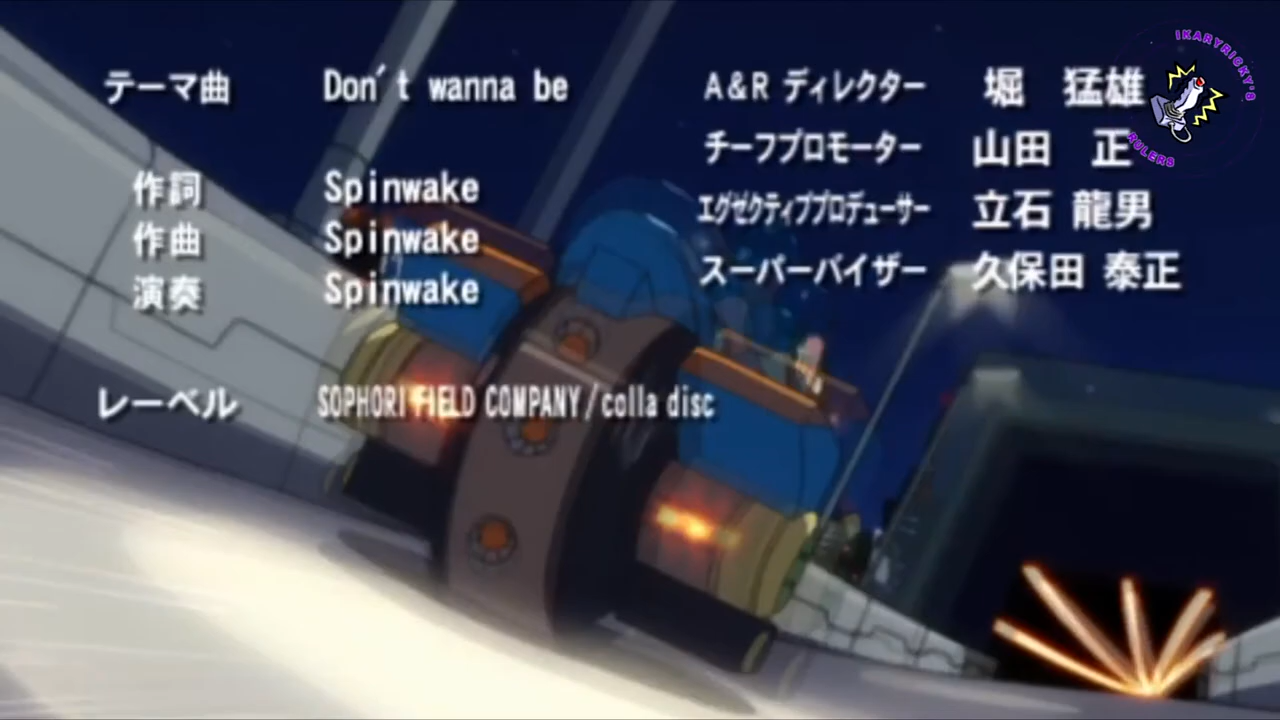 テーマ曲 Don't wanna be
作詞 Spinwake
作曲 Spinwake
演奏 Spinwake
レーベル SOPHORI FIELD COMPANY/colla disc
A&R ディレクター 堀 猛雄
チーフプロモーター 山田 正
エグゼクティブプロデューサー 立石 龍男
スーパーバイザー 久保田 泰正
IKARYRICKY'S
RULERS